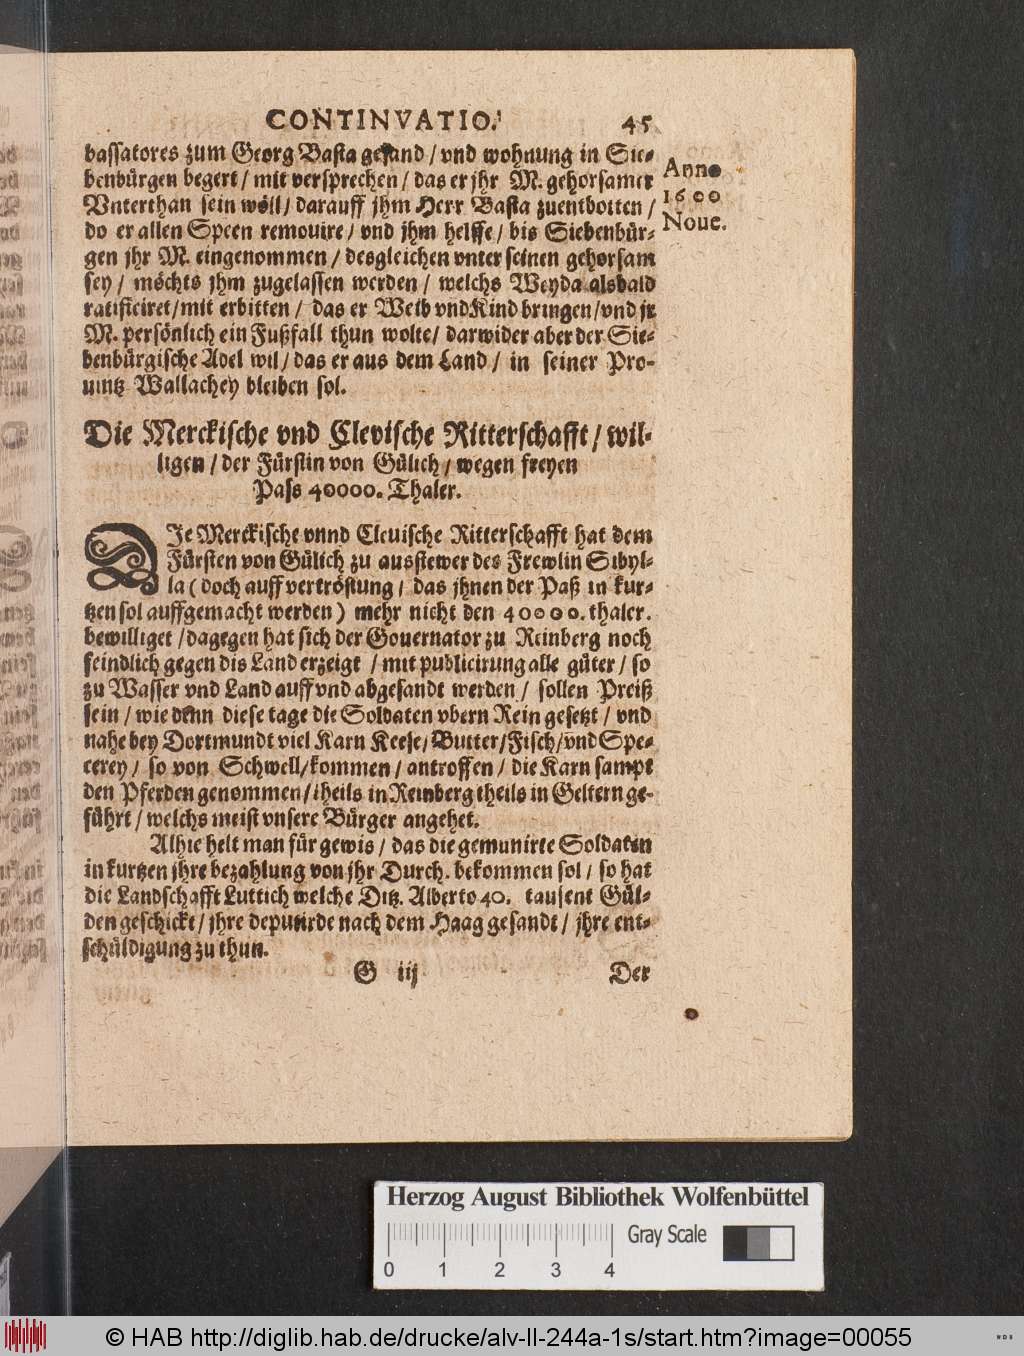 CONTINVATIO. 45
bassatores zum Georg Basta gesand / vnd wohnung in Sie-
benbürgen begert / mit versprechen / das er jhr M. gehorsamer
Vnterthan sein wöll / darauff jhm Herr Basta zuentbotten /
do er allen Speen remouire / vnd jhm helffe / bis Siebenbür-
gen jhr M. eingenommen / desgleichen vnter seinen gehorsam
sey / möchts jhm zugelassen werden / welchs Weyda alsbald
ratificiret / mit erbitten / das er Weib vnd Kind bringen / vnd jr
M. persönlich ein Fußfall thun wolte / darwider aber der Sie-
benbürgische Adel wil / das er aus dem Land / in seiner Pro-
uintz Wallachey bleiben sol.
Anno
1600
Noue.
Die Merckische vnd Clevische Ritterschafft / wil-
ligen / der Fürstin von Gülich / wegen freyen
Pass 40000. Thaler.
DIe Merckische vnnd Cleuische Ritterschafft hat dem
Fürsten von Gülich zu ausstewer des Frewlin Sibyl-
la ( doch auff vertröstung / das jhnen der Paß in kur-
tzen sol auffgemacht werden ) mehr nicht den 40000. thaler.
bewilliget / dagegen hat sich der Gouernator zu Reinberg noch
feindlich gegen dis Land erzeigt / mit publicirung alle güter / so
zu Wasser vnd Land auff vnd abgesandt werden / sollen Preiß
sein / wie denn diese tage die Soldaten vbern Rein gesetzt / vnd
nahe bey Dortmundt viel Karn Keese / Butter / Fisch / vnd Spe-
cerey / so von Schwell / kommen / antroffen / die Karn sampt
den Pferden genommen / theils in Reinberg theils in Geltern ge-
führt / welchs meist vnsere Bürger angehet.
Alhie helt man für gewis / das die gemunirte Soldaten
in kurtzen jhre bezahlung von jhr Durch. bekommen sol / so hat
die Landschafft Luttich welche Ditz. Alberto 40. tausent Gül-
den geschickt / jhre deputirde nach dem Haag gesandt / jhre ent-
schüldigung zu thun.
G iij Der
Herzog August Bibliothek Wolfenbüttel
Gray Scale
0 1 2 3 4
© HAB http://diglib.hab.de/drucke/alv-ll-244a-1s/start.htm?image=00055